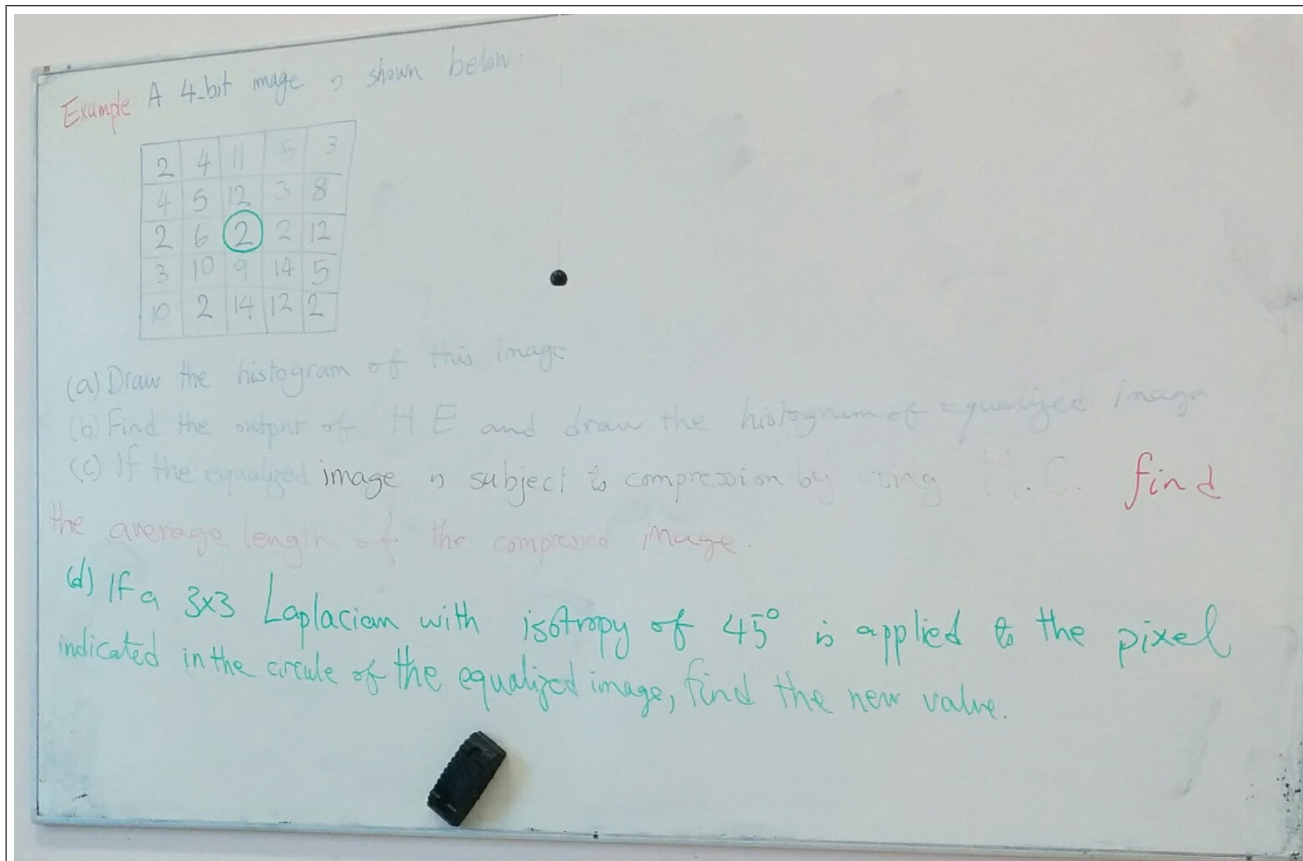 Example: A 4-bit image is shown below:
2 4 11 5 3
4 5 12 3 8
2 6 2 2 12
3 10 9 14 5
10 2 14 12 2
(a) Draw the histogram of this image
(b) Find the output of H E and draw the histogram of equalized image
(c) If the equalized image is subject to compression by using H.C. find
the average length of the compressed image.
(d) If a 3x3 Laplacian with isotropy of 45° is applied to the pixel
indicated in the circule of the equalized image, find the new value.